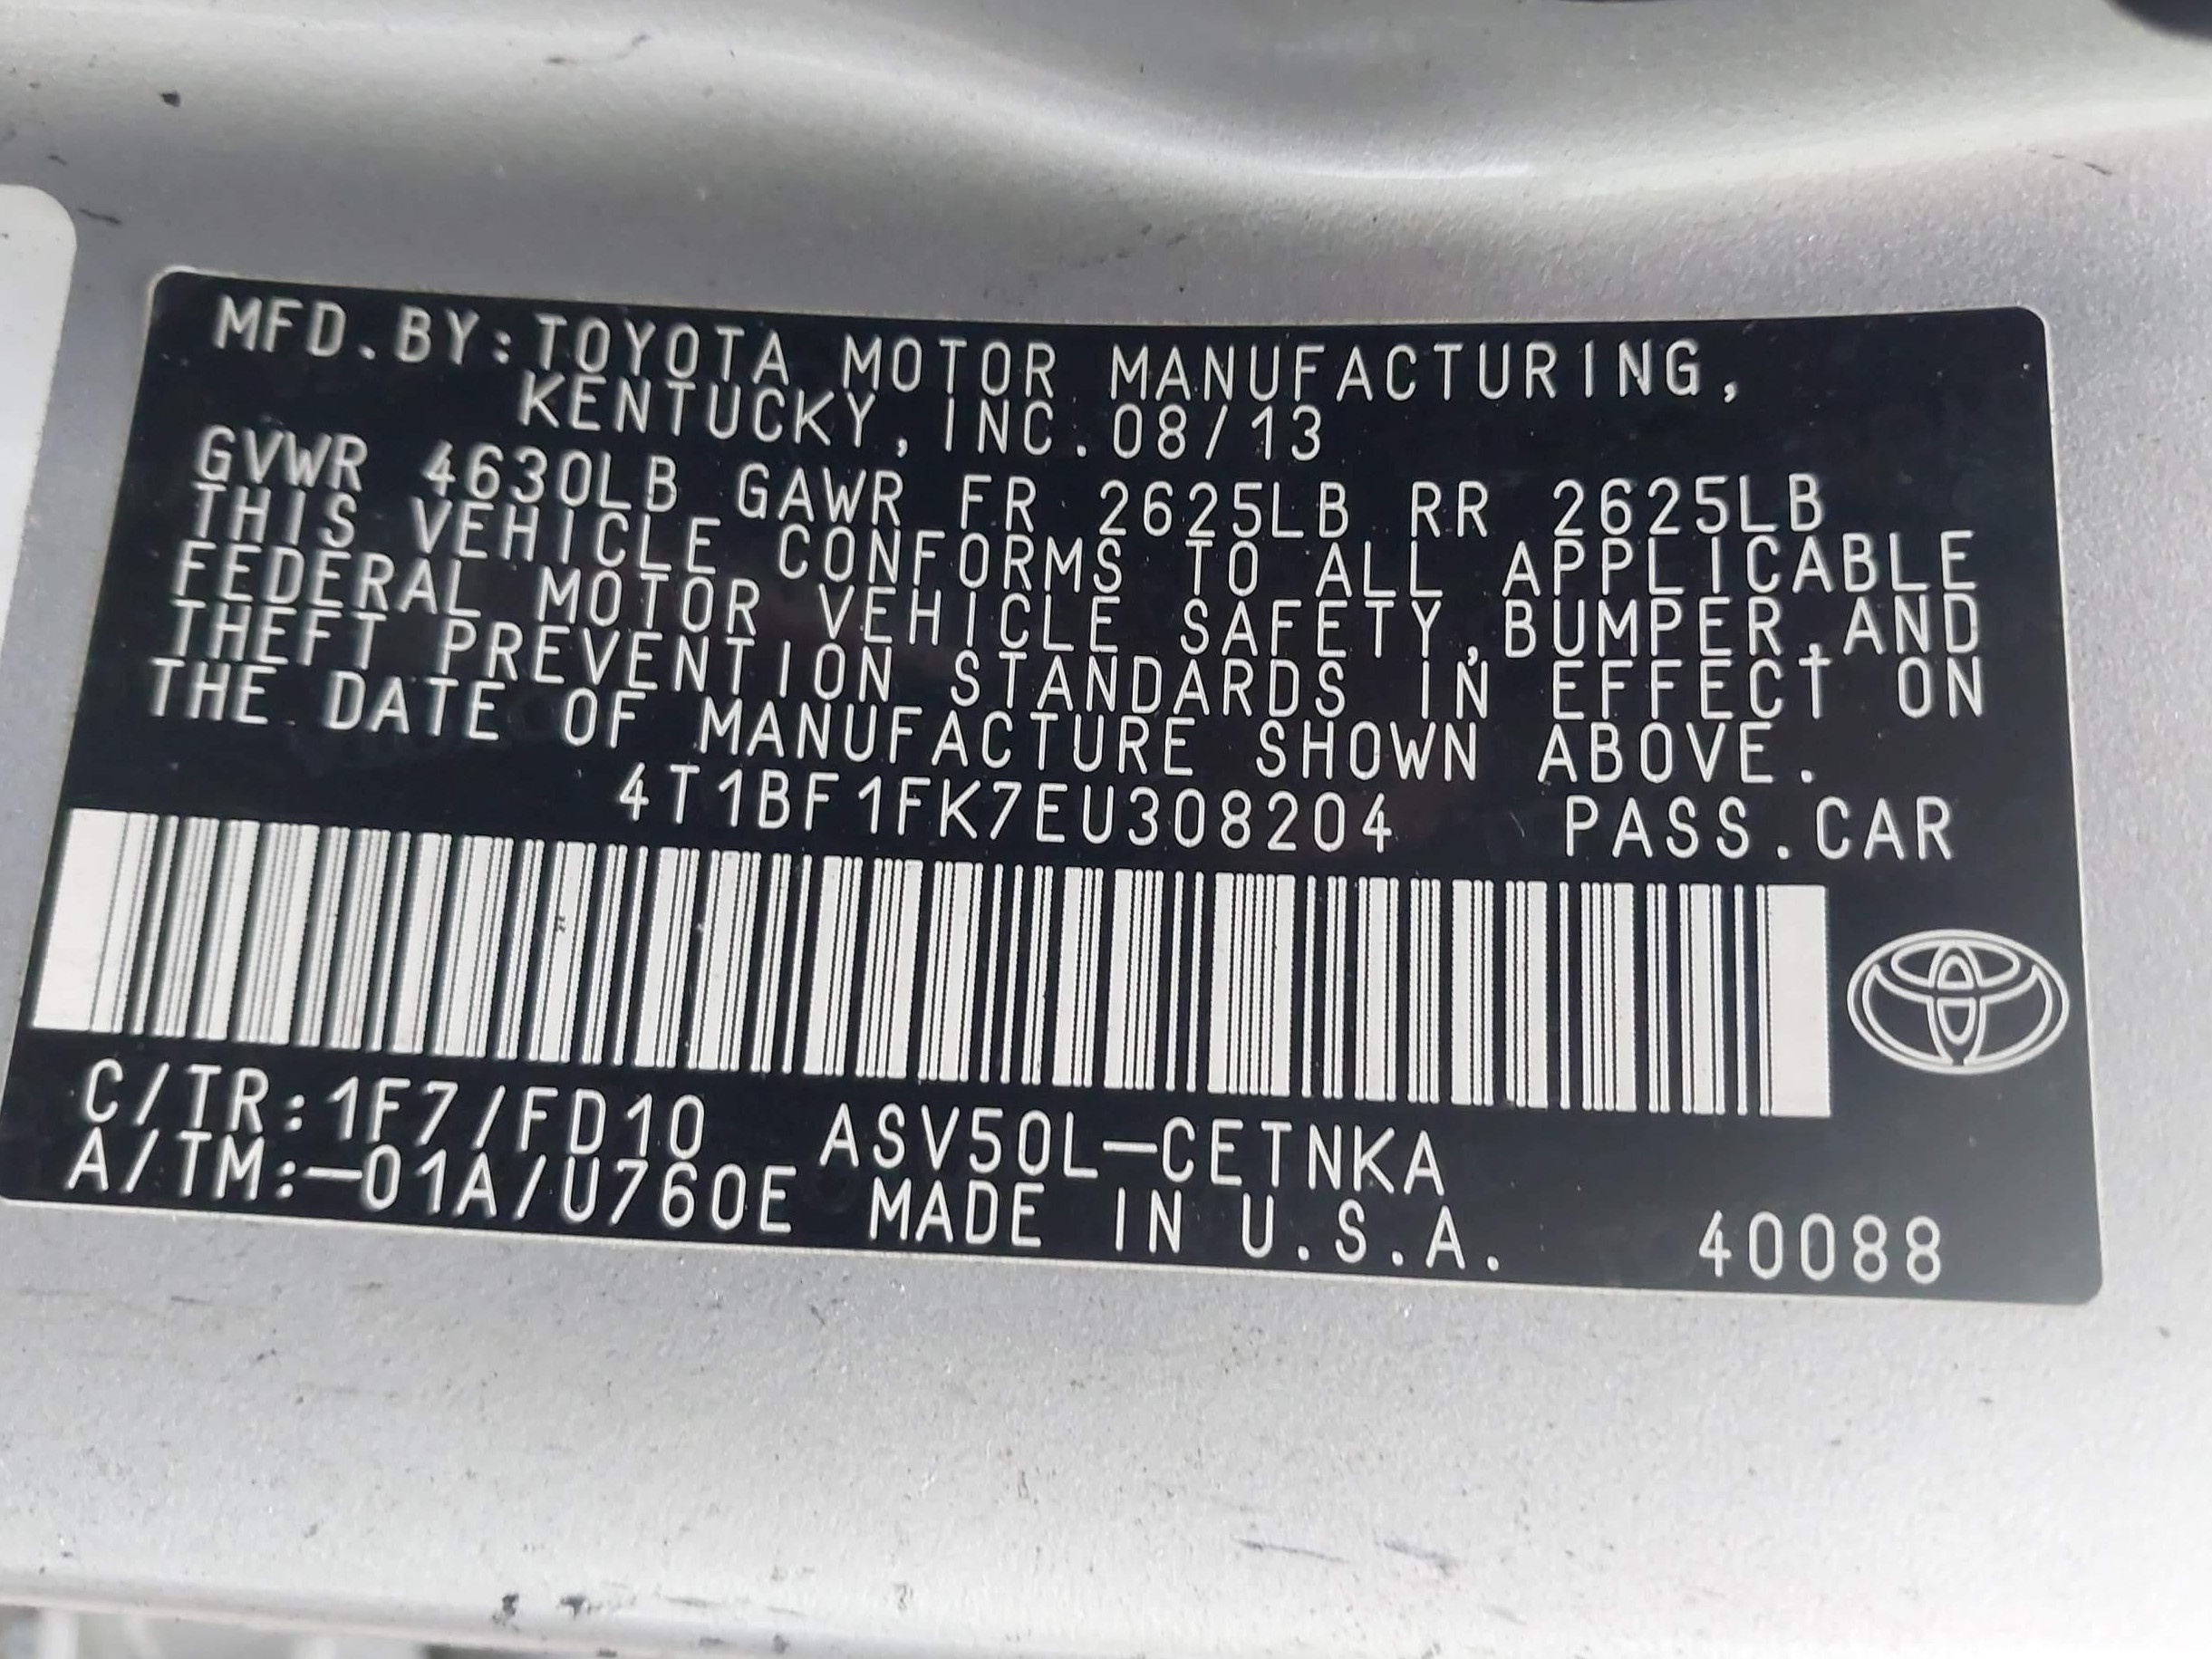 MFD.BY:TOYOTA MOTOR MANUFACTURING,
KENTUCKY, INC.08/13
GVWR 4630LB GAWR FR 2625LB RR 2625LB
THIS VEHICLE CONFORMS TO ALL APPLICABLE
FEDERAL MOTOR VEHICLE SAFETY,BUMPER,AND
THEFT PREVENTION STANDARDS IN EFFECT ON
THE DATE OF MANUFACTURE SHOWN ABOVE.
4T1BF1FK7EU308204 PASS.CAR
C/TR:1F7/FD10 ASV50L-CETNKA
A/TM:-01A/U760E MADE IN U.S.A. 40088